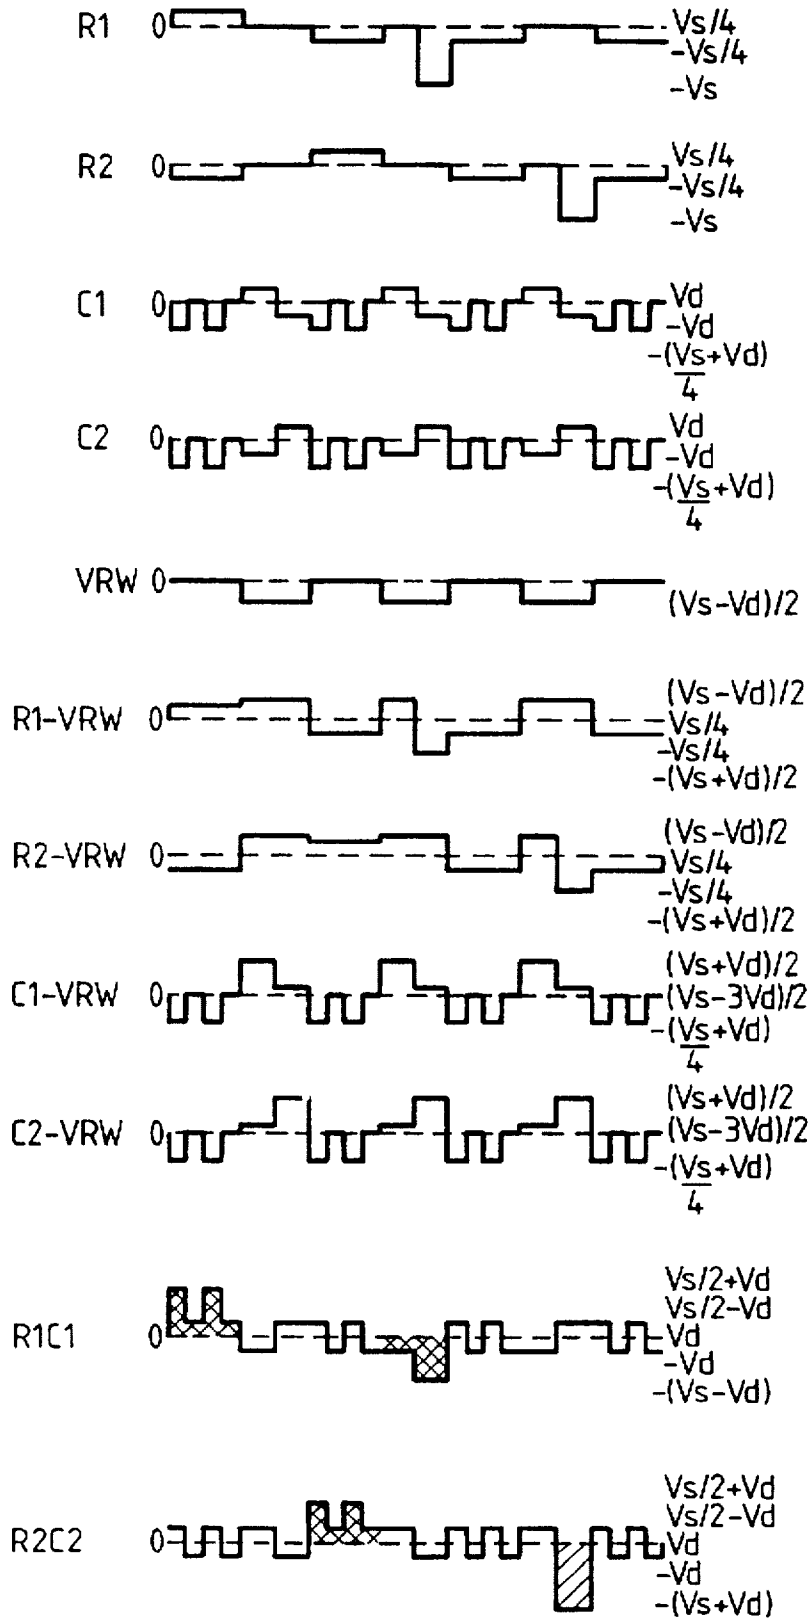 R1 0 Vs/4
-Vs/4
-Vs
R2 0 Vs/4
-Vs/4
-Vs
C1 0 Vd
-Vd
-(Vs+Vd)
4
C2 0 Vd
-Vd
-(Vs+Vd)
4
VRW 0 (Vs-Vd)/2
R1-VRW 0 (Vs-Vd)/2
Vs/4
-Vs/4
-(Vs+Vd)/2
R2-VRW 0 (Vs-Vd)/2
Vs/4
-Vs/4
-(Vs+Vd)/2
C1-VRW 0 (Vs+Vd)/2
(Vs-3Vd)/2
-(Vs+Vd)
4
C2-VRW 0 (Vs+Vd)/2
(Vs-3Vd)/2
-(Vs+Vd)
4
R1C1 0 Vs/2+Vd
Vs/2-Vd
Vd
-Vd
-(Vs-Vd)
R2C2 0 Vs/2+Vd
Vs/2-Vd
Vd
-Vd
-(Vs+Vd)